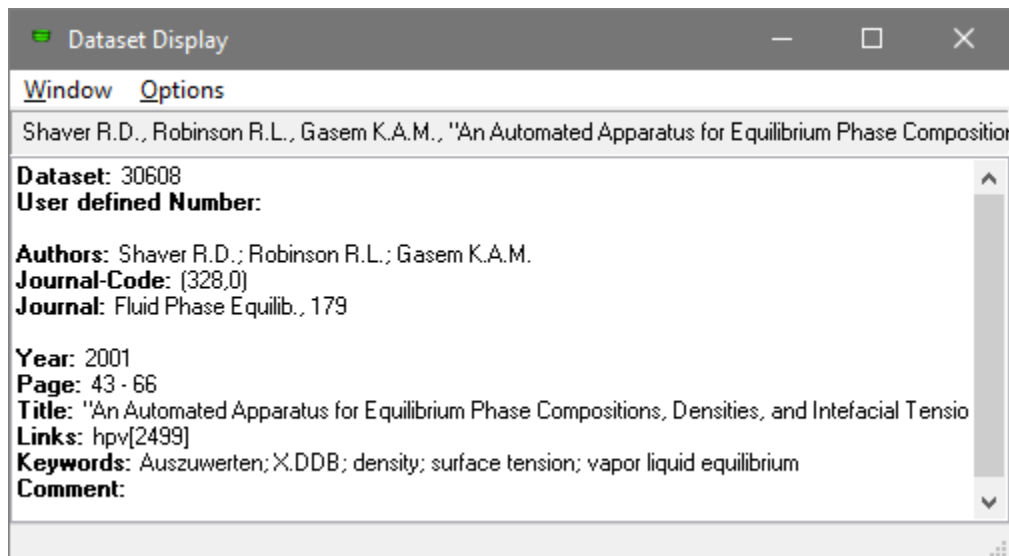 Dataset Display
Window Options
Shaver R.D., Robinson R.L., Gasem K.A.M., "An Automated Apparatus for Equilibrium Phase Composition
Dataset: 30608
User defined Number:
Authors: Shaver R.D.; Robinson R.L.; Gasem K.A.M.
Journal-Code: (328,0)
Journal: Fluid Phase Equilib., 179
Year: 2001
Page: 43 - 66
Title: "An Automated Apparatus for Equilibrium Phase Compositions, Densities, and Intefacial Tensio
Links: hpv[2499]
Keywords: Auszuwerten; X.DDB; density; surface tension; vapor liquid equilibrium
Comment: